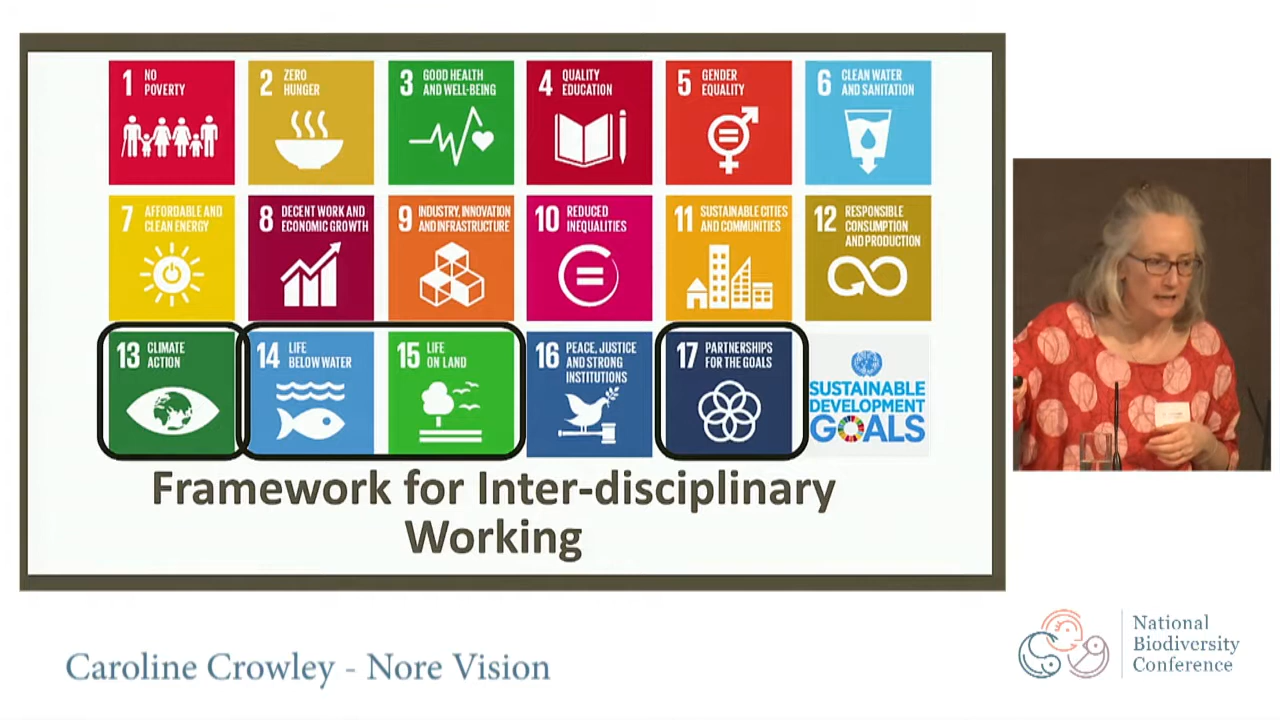 1 NO
POVERTY
2 ZERO
HUNGER
3 GOOD HEALTH
AND WELL-BEING
4 QUALITY
EDUCATION
5 GENDER
EQUALITY
6 CLEAN WATER
AND SANITATION
7 AFFORDABLE AND
CLEAN ENERGY
8 DECENT WORK AND
ECONOMIC GROWTH
9 INDUSTRY, INNOVATION
AND INFRASTRUCTURE
10 REDUCED
INEQUALITIES
11 SUSTAINABLE CITIES
AND COMMUNITIES
12 RESPONSIBLE
CONSUMPTION
AND PRODUCTION
13 CLIMATE
ACTION
14 LIFE
BELOW WATER
15 LIFE
ON LAND
16 PEACE, JUSTICE
AND STRONG
INSTITUTIONS
17 PARTNERSHIPS
FOR THE GOALS
SUSTAINABLE
DEVELOPMENT
GOALS
Framework for Inter-disciplinary
Working
Caroline Crowley - Nore Vision
National
Biodiversity
Conference